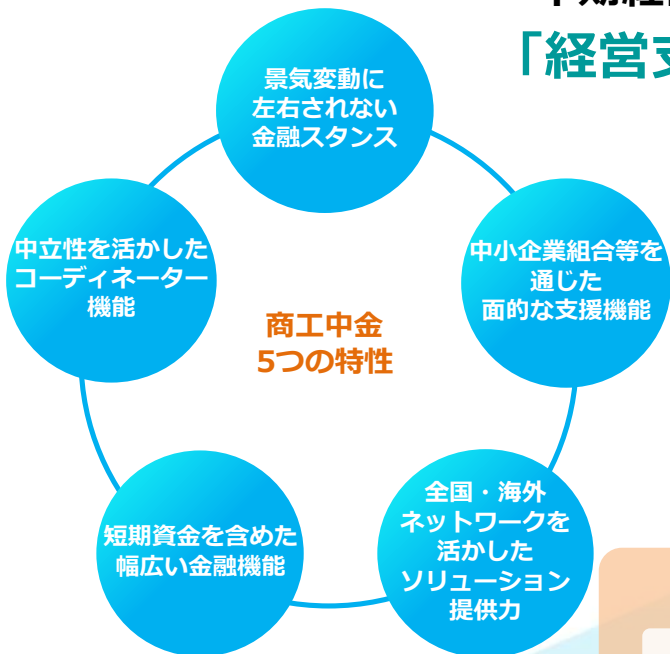 「経営支
景気変動に
左右されない
金融スタンス
中小企業組合等を
通じた
面的な支援機能
全国・海外
ネットワークを
活かした
ソリューション
提供力
短期資金を含めた
幅広い金融機能
中立性を活かした
コーディネーター
機能
商工中金
5つの特性